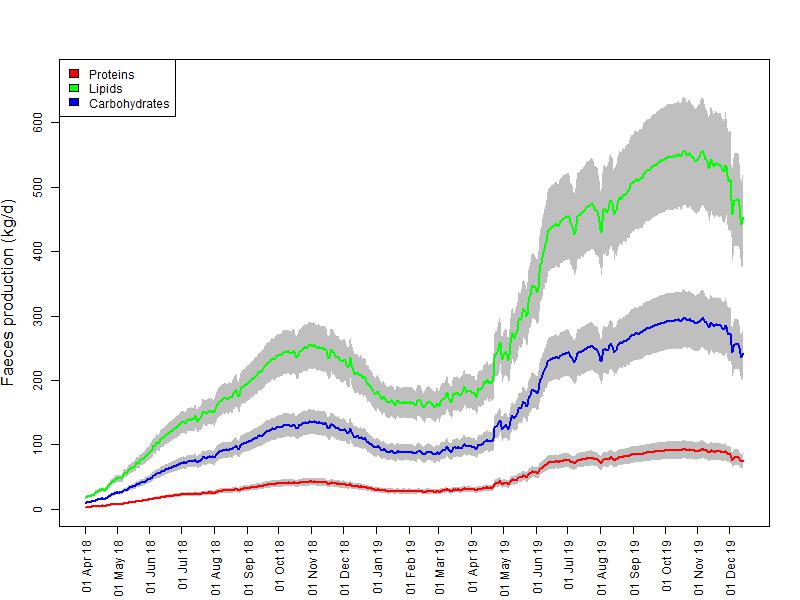 Proteins
Lipids
Carbohydrates
Faeces production (kg/d)
600
500
400
300
200
100
0
01 Apr 18
01 May 18
01 Jun 18
01 Jul 18
01 Aug 18
01 Sep 18
01 Oct 18
01 Nov 18
01 Dec 18
01 Jan 19
01 Feb 19
01 Mar 19
01 Apr 19
01 May 19
01 Jun 19
01 Jul 19
01 Aug 19
01 Sep 19
01 Oct 19
01 Nov 19
01 Dec 19